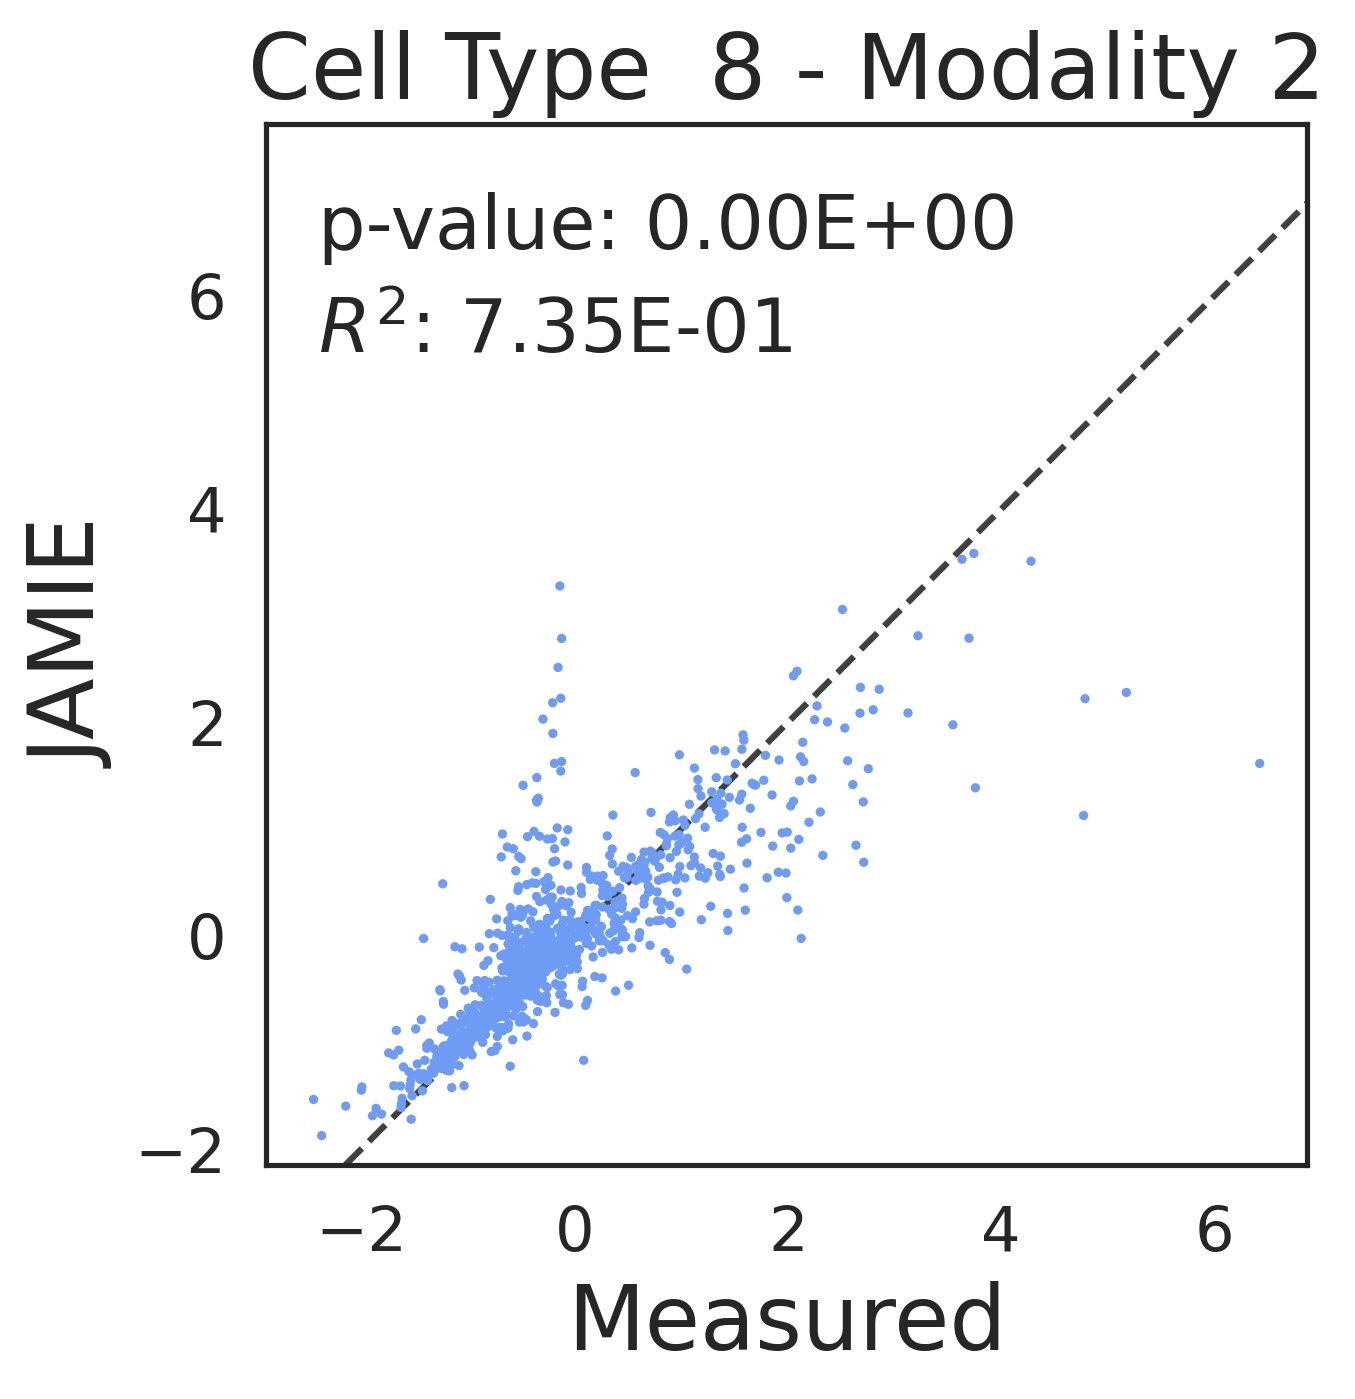 Cell Type  8 - Modality 2
p-value: 0.00E+00
R²: 7.35E-01
6
4
2
0
−2
JAMIE
−2 0 2 4 6
Measured